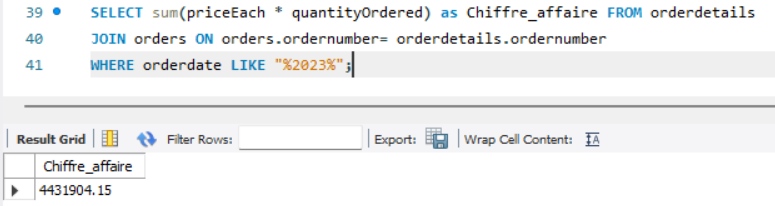 39 SELECT sum(priceEach * quantityOrdered) as Chiffre_affaire FROM orderdetails
40 JOIN orders ON orders.ordernumber= orderdetails.ordernumber
41 WHERE orderdate LIKE "%2023%";
Result Grid Filter Rows: Export: Wrap Cell Content: IA
Chiffre_affaire
4431904.15